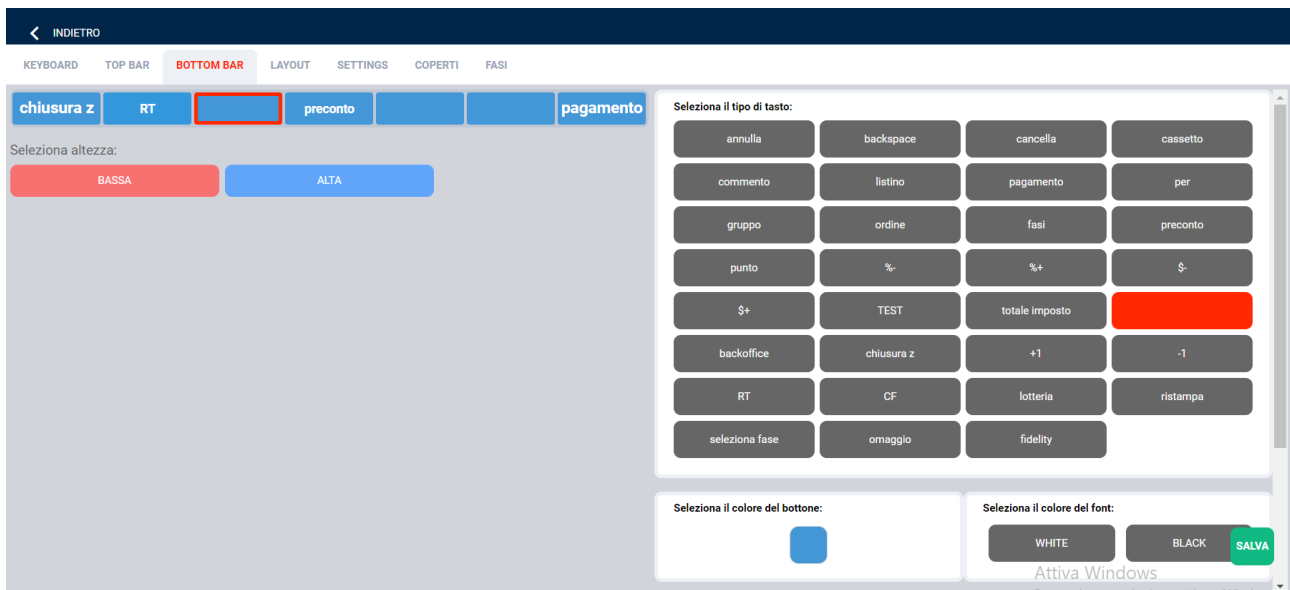 INDIETRO
KEYBOARD TOP BAR BOTTOM BAR LAYOUT SETTINGS COPERTI FASI
chiusura z RT preconto pagamento
Seleziona altezza:
BASSA ALTA
Seleziona il tipo di tasto:
annulla backspace cancella cassetto
commento listino pagamento per
gruppo ordine fasi preconto
punto %- %+ $-
$+ TEST totale imposto
backoffice chiusura z +1 -1
RT CF lotteria ristampa
seleziona fase omaggio fidelity
Seleziona il colore del bottone:
Seleziona il colore del font:
WHITE BLACK
SALVA
Attiva Windows